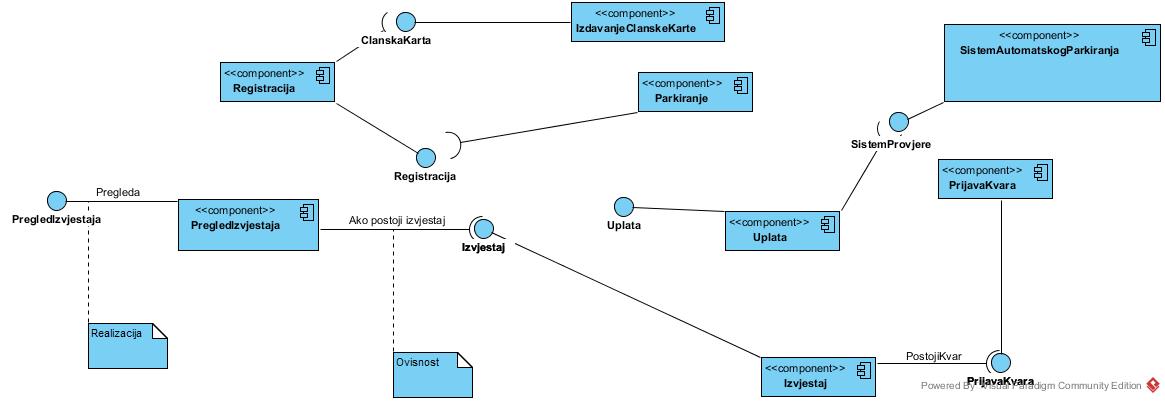 <<component>>
IzdavanjeClanskeKarte
ClanskaKarta
<<component>>
SistemAutomatskogParkiranja
<<component>>
Registracija
<<component>>
Parkiranje
SistemProvjere
Registracija
<<component>>
PrijavaKvara
Pregleda
PregledIzvjestaja
<<component>>
PregledIzvjestaja
Ako postoji izvjestaj
Izvjestaj
Uplata
<<component>>
Uplata
Realizacija
Ovisnost
<<component>>
Izvjestaj
PostojiKvar
PrijavaKvara
Powered By Visual Paradigm Community Edition